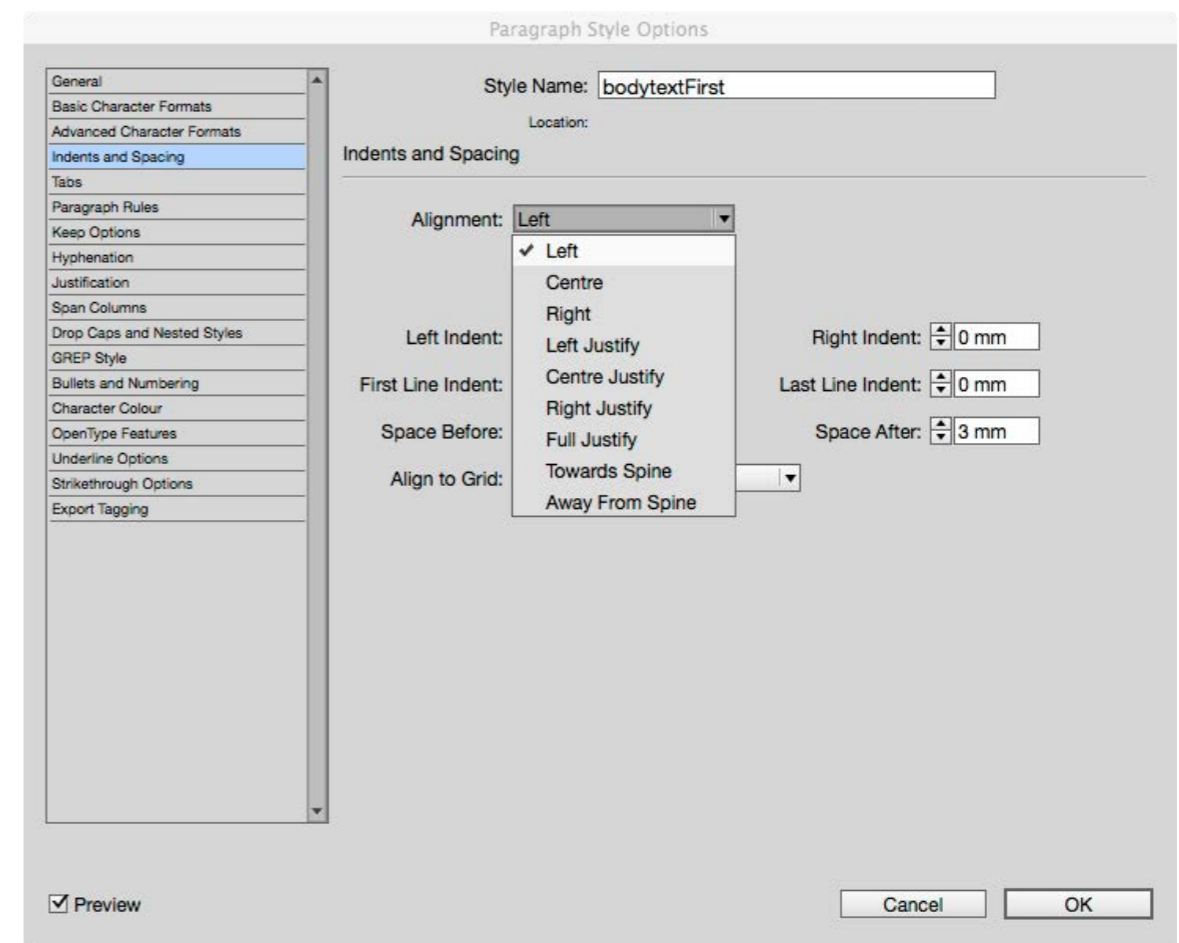 Paragraph Style Options
General
Basic Character Formats
Advanced Character Formats
Indents and Spacing
Tabs
Paragraph Rules
Keep Options
Hyphenation
Justification
Span Columns
Drop Caps and Nested Styles
GREP Style
Bullets and Numbering
Character Colour
OpenType Features
Underline Options
Strikethrough Options
Export Tagging
Style Name: bodytextFirst
Location:
Indents and Spacing
Alignment: Left
Left
Centre
Right
Left Justify
Centre Justify
Right Justify
Full Justify
Towards Spine
Away From Spine
Left Indent:
Right Indent: 0 mm
First Line Indent:
Last Line Indent: 0 mm
Space Before:
Space After: 3 mm
Align to Grid:
Preview
Cancel
OK